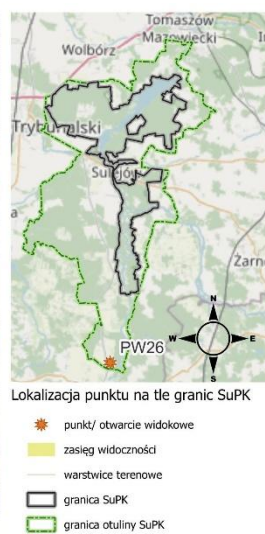 Tomaszów
Mazowiecki
Wolbórz
Trybunalski
Sulejów
Żarn
PW26
N
W
E
S
Lokalizacja punktu na tle granic SuPK
punkt/ otwarcie widokowe
zasięg widoczności
warstwice terenowe
granica SuPK
granica otuliny SuPK